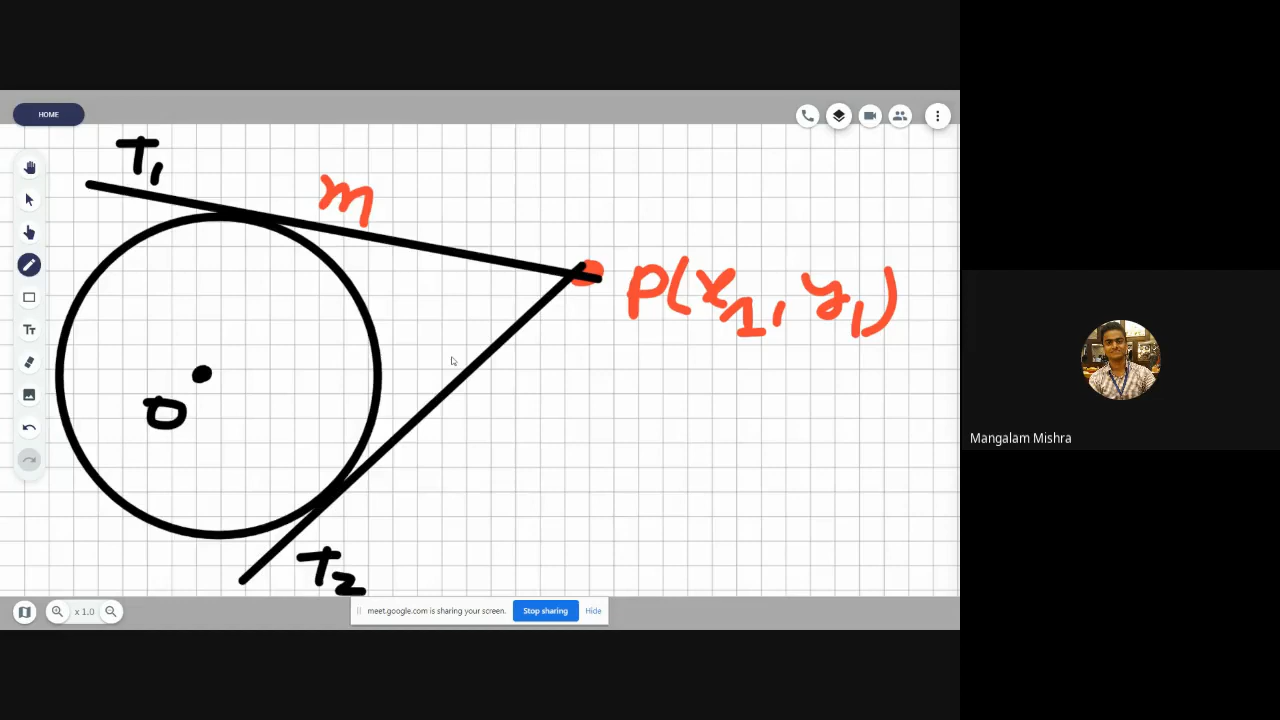 HOME
T1
m
P(x1, y1)
O
T2
x 1.0
meet.google.com is sharing your screen.
Stop sharing
Hide
Tт
Mangalam Mishra